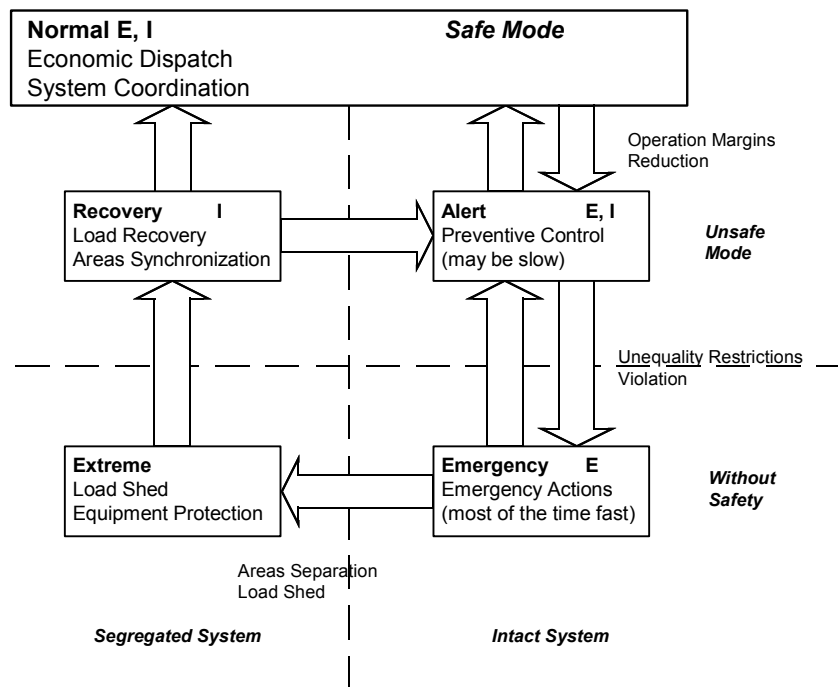 Normal E, I
Safe Mode
Economic Dispatch
System Coordination
Operation Margins
Reduction
Recovery I
Load Recovery
Areas Synchronization
Alert E, I
Preventive Control
(may be slow)
Unsafe
Mode
Unequality Restrictions
Violation
Extreme
Load Shed
Equipment Protection
Emergency E
Emergency Actions
(most of the time fast)
Without
Safety
Areas Separation
Load Shed
Segregated System
Intact System